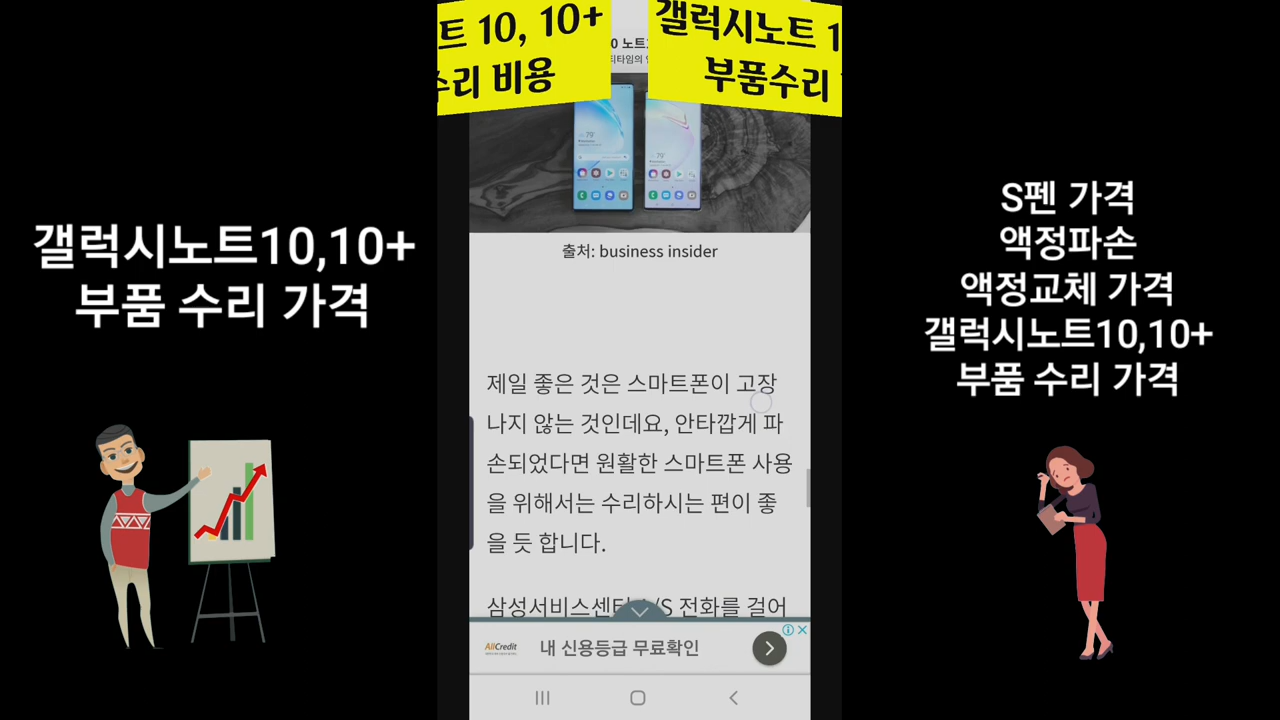 트 10, 10+
수리 비용
갤럭시노트 1
부품수리
갤럭시노트10,10+
부품 수리 가격
출처: business insider
제일 좋은 것은 스마트폰이 고장
나지 않는 것인데요, 안타깝게 파
손되었다면 원활한 스마트폰 사용
을 위해서는 수리하시는 편이 좋
을 듯 합니다.
삼성서비스센터 A/S 전화를 걸어
AllCredit
내 신용등급 무료확인
S펜 가격
액정파손
액정교체 가격
갤럭시노트10,10+
부품 수리 가격